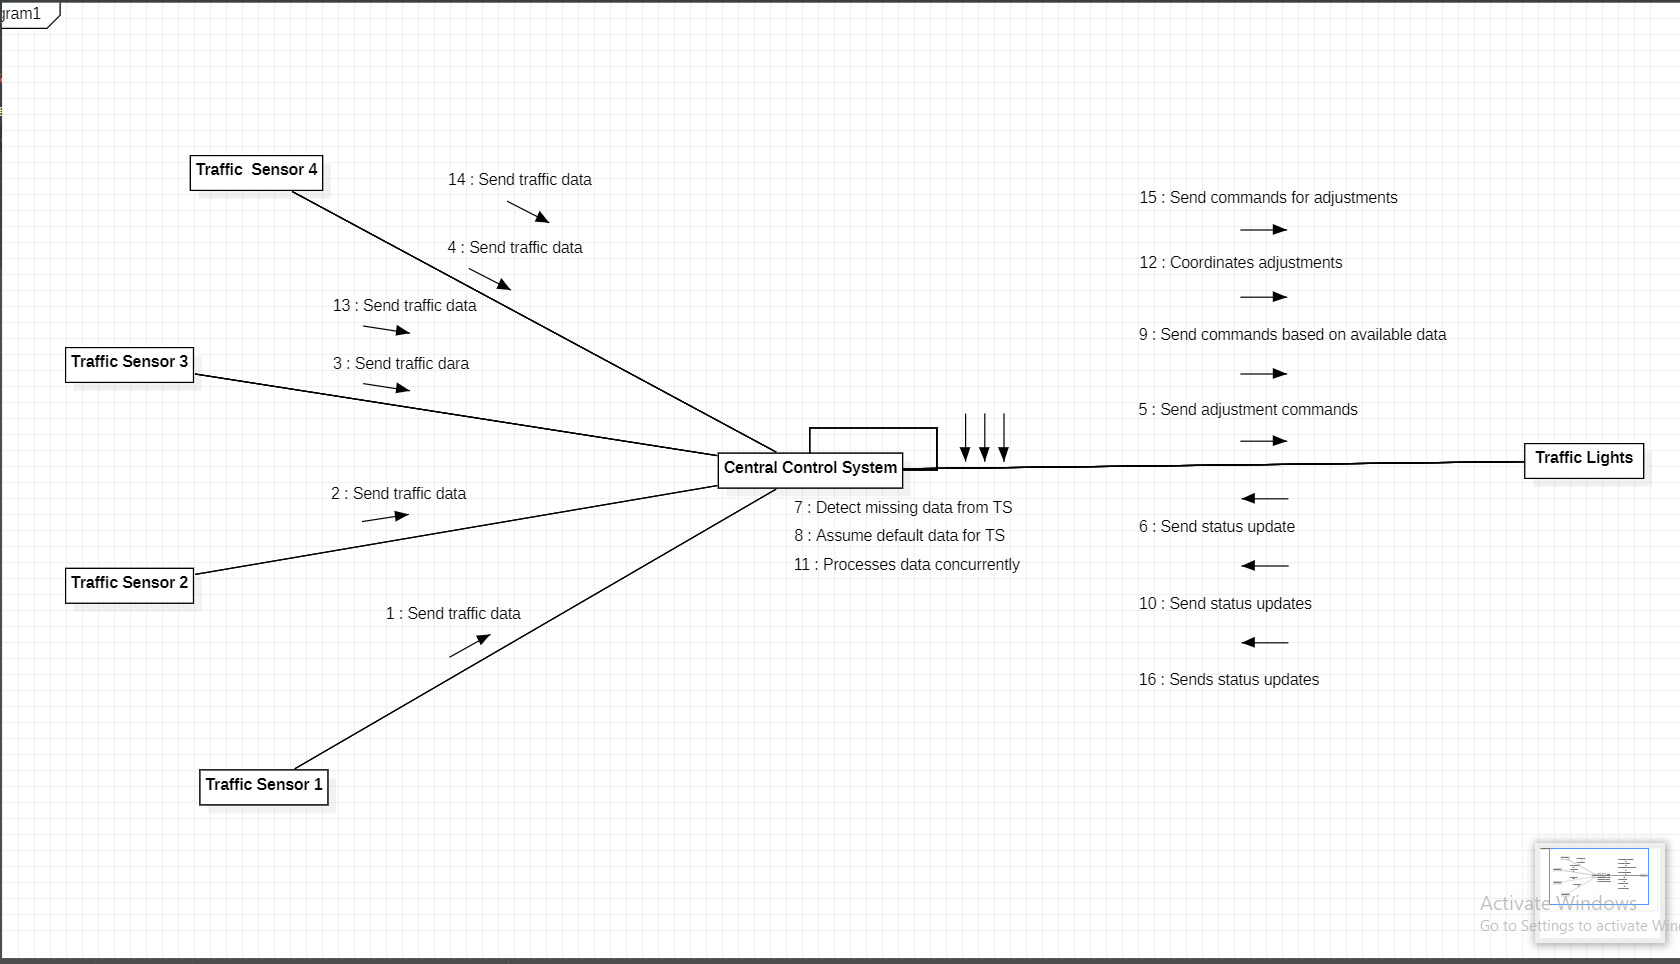 gram1
Traffic  Sensor 4
14 : Send traffic data
4 : Send traffic data
13 : Send traffic data
Traffic Sensor 3
3 : Send traffic dara
2 : Send traffic data
Traffic Sensor 2
1 : Send traffic data
Traffic Sensor 1
Central Control System
7 : Detect missing data from TS
8 : Assume default data for TS
11 : Processes data concurrently
15 : Send commands for adjustments
12 : Coordinates adjustments
9 : Send commands based on available data
5 : Send adjustment commands
Traffic Lights
6 : Send status update
10 : Send status updates
16 : Sends status updates
Activate Windows
Go to Settings to activate Win